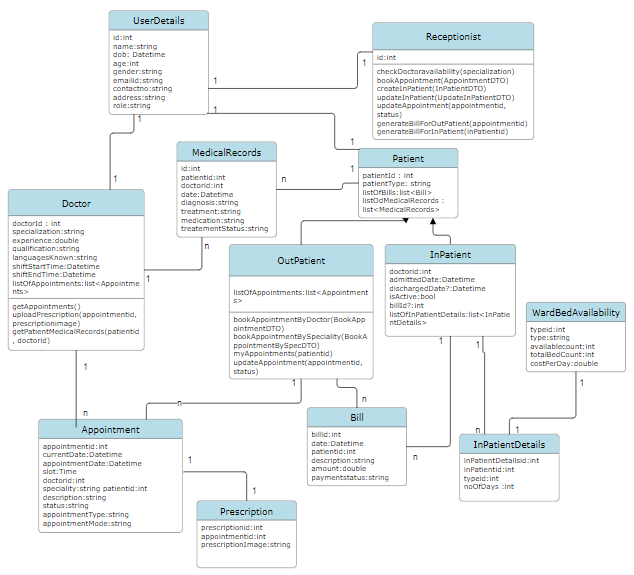 UserDetails
id:int
name:string
dob: Datetime
age:int
gender:string
emailid:string
contactno:string
address:string
role:string
1
1
1
Receptionist
id:int
checkDoctoravailability(specialization)
bookAppointment(AppointmentDTO)
createInPatient(InPatientDTO)
updateInPatient(UpdateInPatientDTO)
updateAppointment(appointmentid,
status)
generateBillForOutPatient(appointmentid)
generateBillForInPatient(inPatientid)
1
MedicalRecords
id:int
patientid:int
doctorid:int
date:Datetime
diagnosis:string
treatment:string
medication:string
treatementStatus:string
n
n
Patient
patientId : int
patientType: string
listOfBills:list<Bill>
listOdMedicalRecords :
list<MedicalRecords>
1
1
Doctor
doctorId : int
specialization:string
experience:double
qualification:string
languagesKnown:string
shiftStartTime:Datetime
shiftEndTime:Datetime
listOfAppointments:list<Appointm
ents>
getAppointments()
uploadPrescription(appointmentid,
prescriptionimage)
getPatientMedicalRecords(patientid
, doctorid)
1
1
1
OutPatient
listOfAppointments:list<Appointment
s>
bookAppointmentByDoctor(BookApp
ointmentDTO)
bookAppointmentBySpeciality(BookA
ppointmentBySpecDTO)
myAppointments(patientid)
updateAppointment(appointmentid,
status)
1
n
InPatient
doctorid:int
admittedDate:Datetime
dischargedDate?:Datetime
isActive:bool
billId?:int
listOfInPatientDetails:list<InPatie
ntDetails>
1
1
WardBedAvailability
typeid:int
type:string
availablecount:int
totalBedCount:int
costPerDay:double
1
n
n
Appointment
appointmentid:int
currentDate:Datetime
appointmentDate:Datetime
slot:Time
doctorid:int
speciality:string patientid:int
description:string
status:string
appointmentType:string
appointmentMode:string
1
Bill
billid:int
date:Datetime
patientid:int
description:string
amount:double
paymentstatus:string
n
n
1
InPatientDetails
inPatientDetailsid:int
inPatientid:int
typeid:int
noOfDays :int
1
Prescription
prescriptionid:int
appointmentid:int
prescriptionImage:string